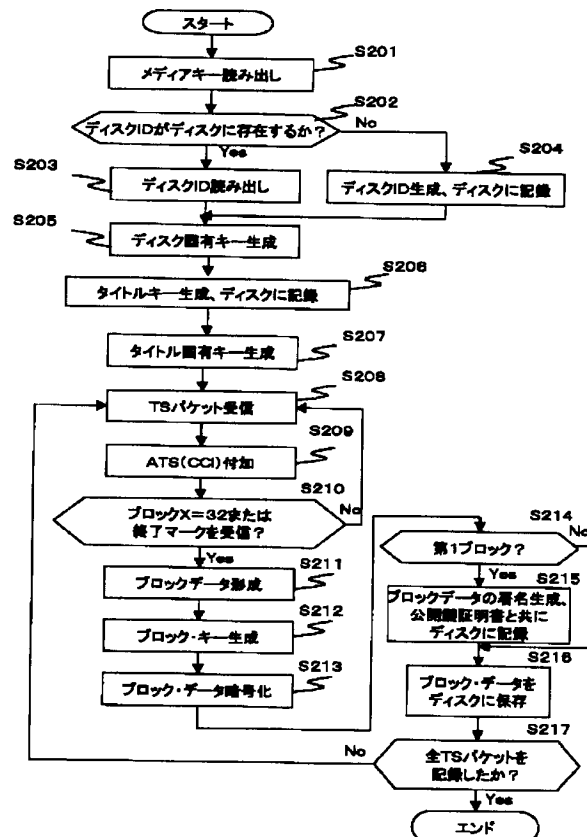 スタート
S201
メディアキー読み出し
S202
ディスクIDがディスクに存在するか?
No
Yes
S203
ディスクID読み出し
S204
ディスクID生成、ディスクに記録
S205
ディスク固有キー生成
S206
タイトルキー生成、ディスクに記録
S207
タイトル固有キー生成
S208
TSパケット受信
S209
ATS(CCI)付加
S210
ブロックX=32または
終了マークを受信?
No
Yes
S211
ブロックデータ形成
S212
ブロック・キー生成
S213
ブロック・データ暗号化
S214
第1ブロック?
No
Yes
S215
ブロックデータの署名生成、
公開鍵証明書と共に
ディスクに記録
S216
ブロック・データを
ディスクに保存
S217
全TSパケットを
記録したか?
No
Yes
エンド